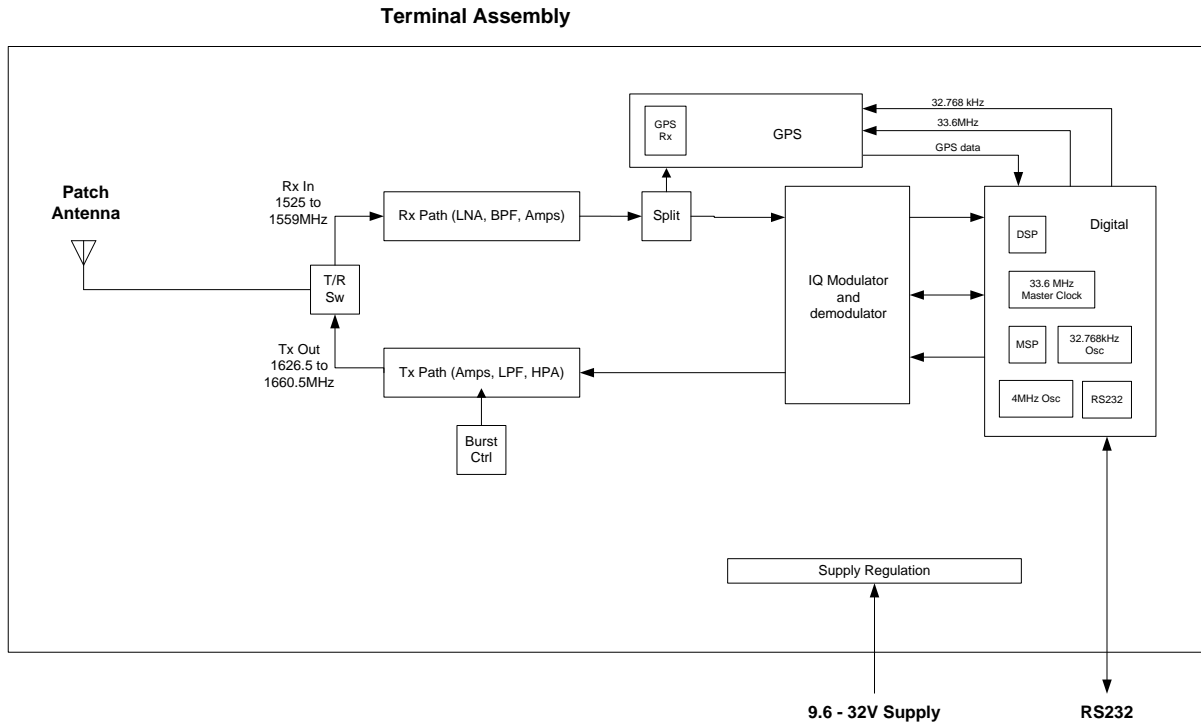 Terminal Assembly
32.768 kHz
33.6MHz
GPS data
GPS
Rx
GPS
Patch
Antenna
Rx In
1525 to
1559MHz
Rx Path (LNA, BPF, Amps)
Split
T/R
Sw
IQ Modulator
and
demodulator
Digital
DSP
33.6 MHz
Master Clock
MSP
32.768kHz
Osc
4MHz Osc
RS232
Tx Out
1626.5 to
1660.5MHz
Tx Path (Amps, LPF, HPA)
Burst
Ctrl
Supply Regulation
9.6 - 32V Supply
RS232